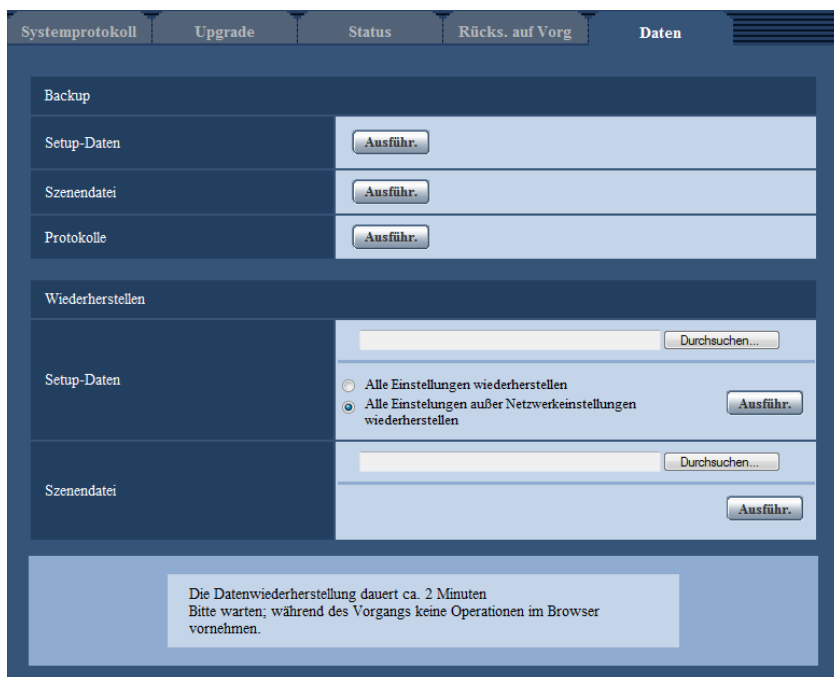 Systemprotokoll Upgrade Status Rücks. auf Vorg Daten
Backup
Setup-Daten Ausführ.
Szenendatei Ausführ.
Protokolle Ausführ.
Wiederherstellen
Durchsuchen...
Setup-Daten
Alle Einstellungen wiederherstellen
Alle Einstelungen außer Netzwerkeinstellungen
wiederherstellen
Ausführ.
Durchsuchen...
Szenendatei
Ausführ.
Die Datenwiederherstellung dauert ca. 2 Minuten
Bitte warten; während des Vorgangs keine Operationen im Browser
vornehmen.